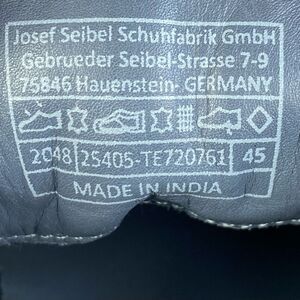 Josef Seibel Schuhfabrik GmbH
Gebrueder Seibel-Strasse 7-9
75846 Hauenstein- GERMANY
2048 25405-TE720761 45
MADE IN INDIA